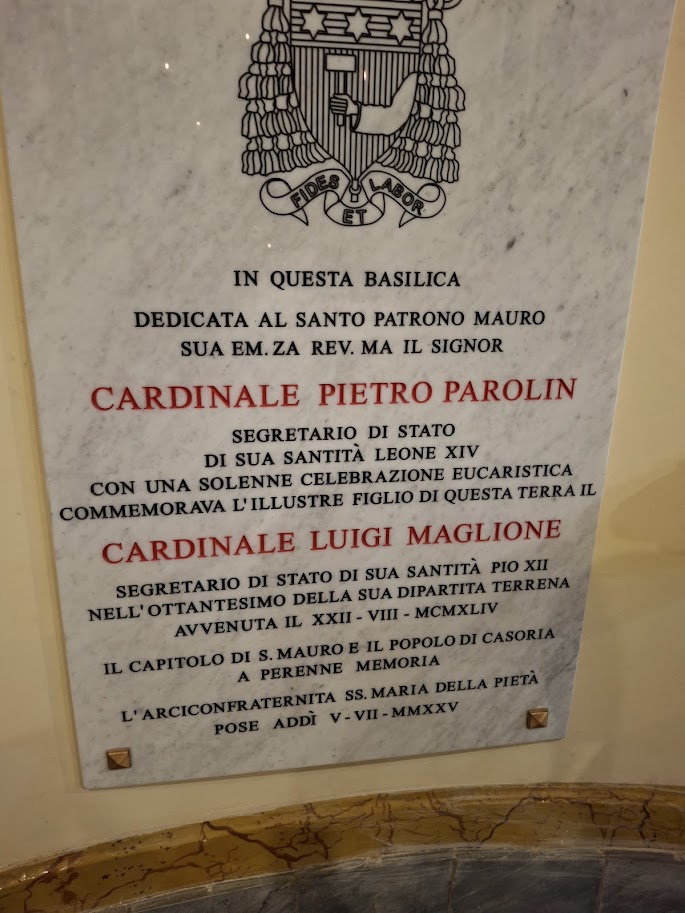 FIDES ET LABOR
IN QUESTA BASILICA
DEDICATA AL SANTO PATRONO MAURO
SUA EM.ZA REV.MA IL SIGNOR
CARDINALE PIETRO PAROLIN
SEGRETARIO DI STATO
DI SUA SANTITÀ LEONE XIV
CON UNA SOLENNE CELEBRAZIONE EUCARISTICA
COMMEMORAVA L'ILLUSTRE FIGLIO DI QUESTA TERRA IL
CARDINALE LUIGI MAGLIONE
SEGRETARIO DI STATO DI SUA SANTITÀ PIO XII
NELL'OTTANTESIMO DELLA SUA DIPARTITA TERRENA
AVVENUTA IL XXII - VIII - MCMXLIV
IL CAPITOLO DI S. MAURO E IL POPOLO DI CASORIA
A PERENNE MEMORIA
L'ARCICONFRATERNITA SS. MARIA DELLA PIETÀ
POSE ADDÌ V - VII - MMXXV